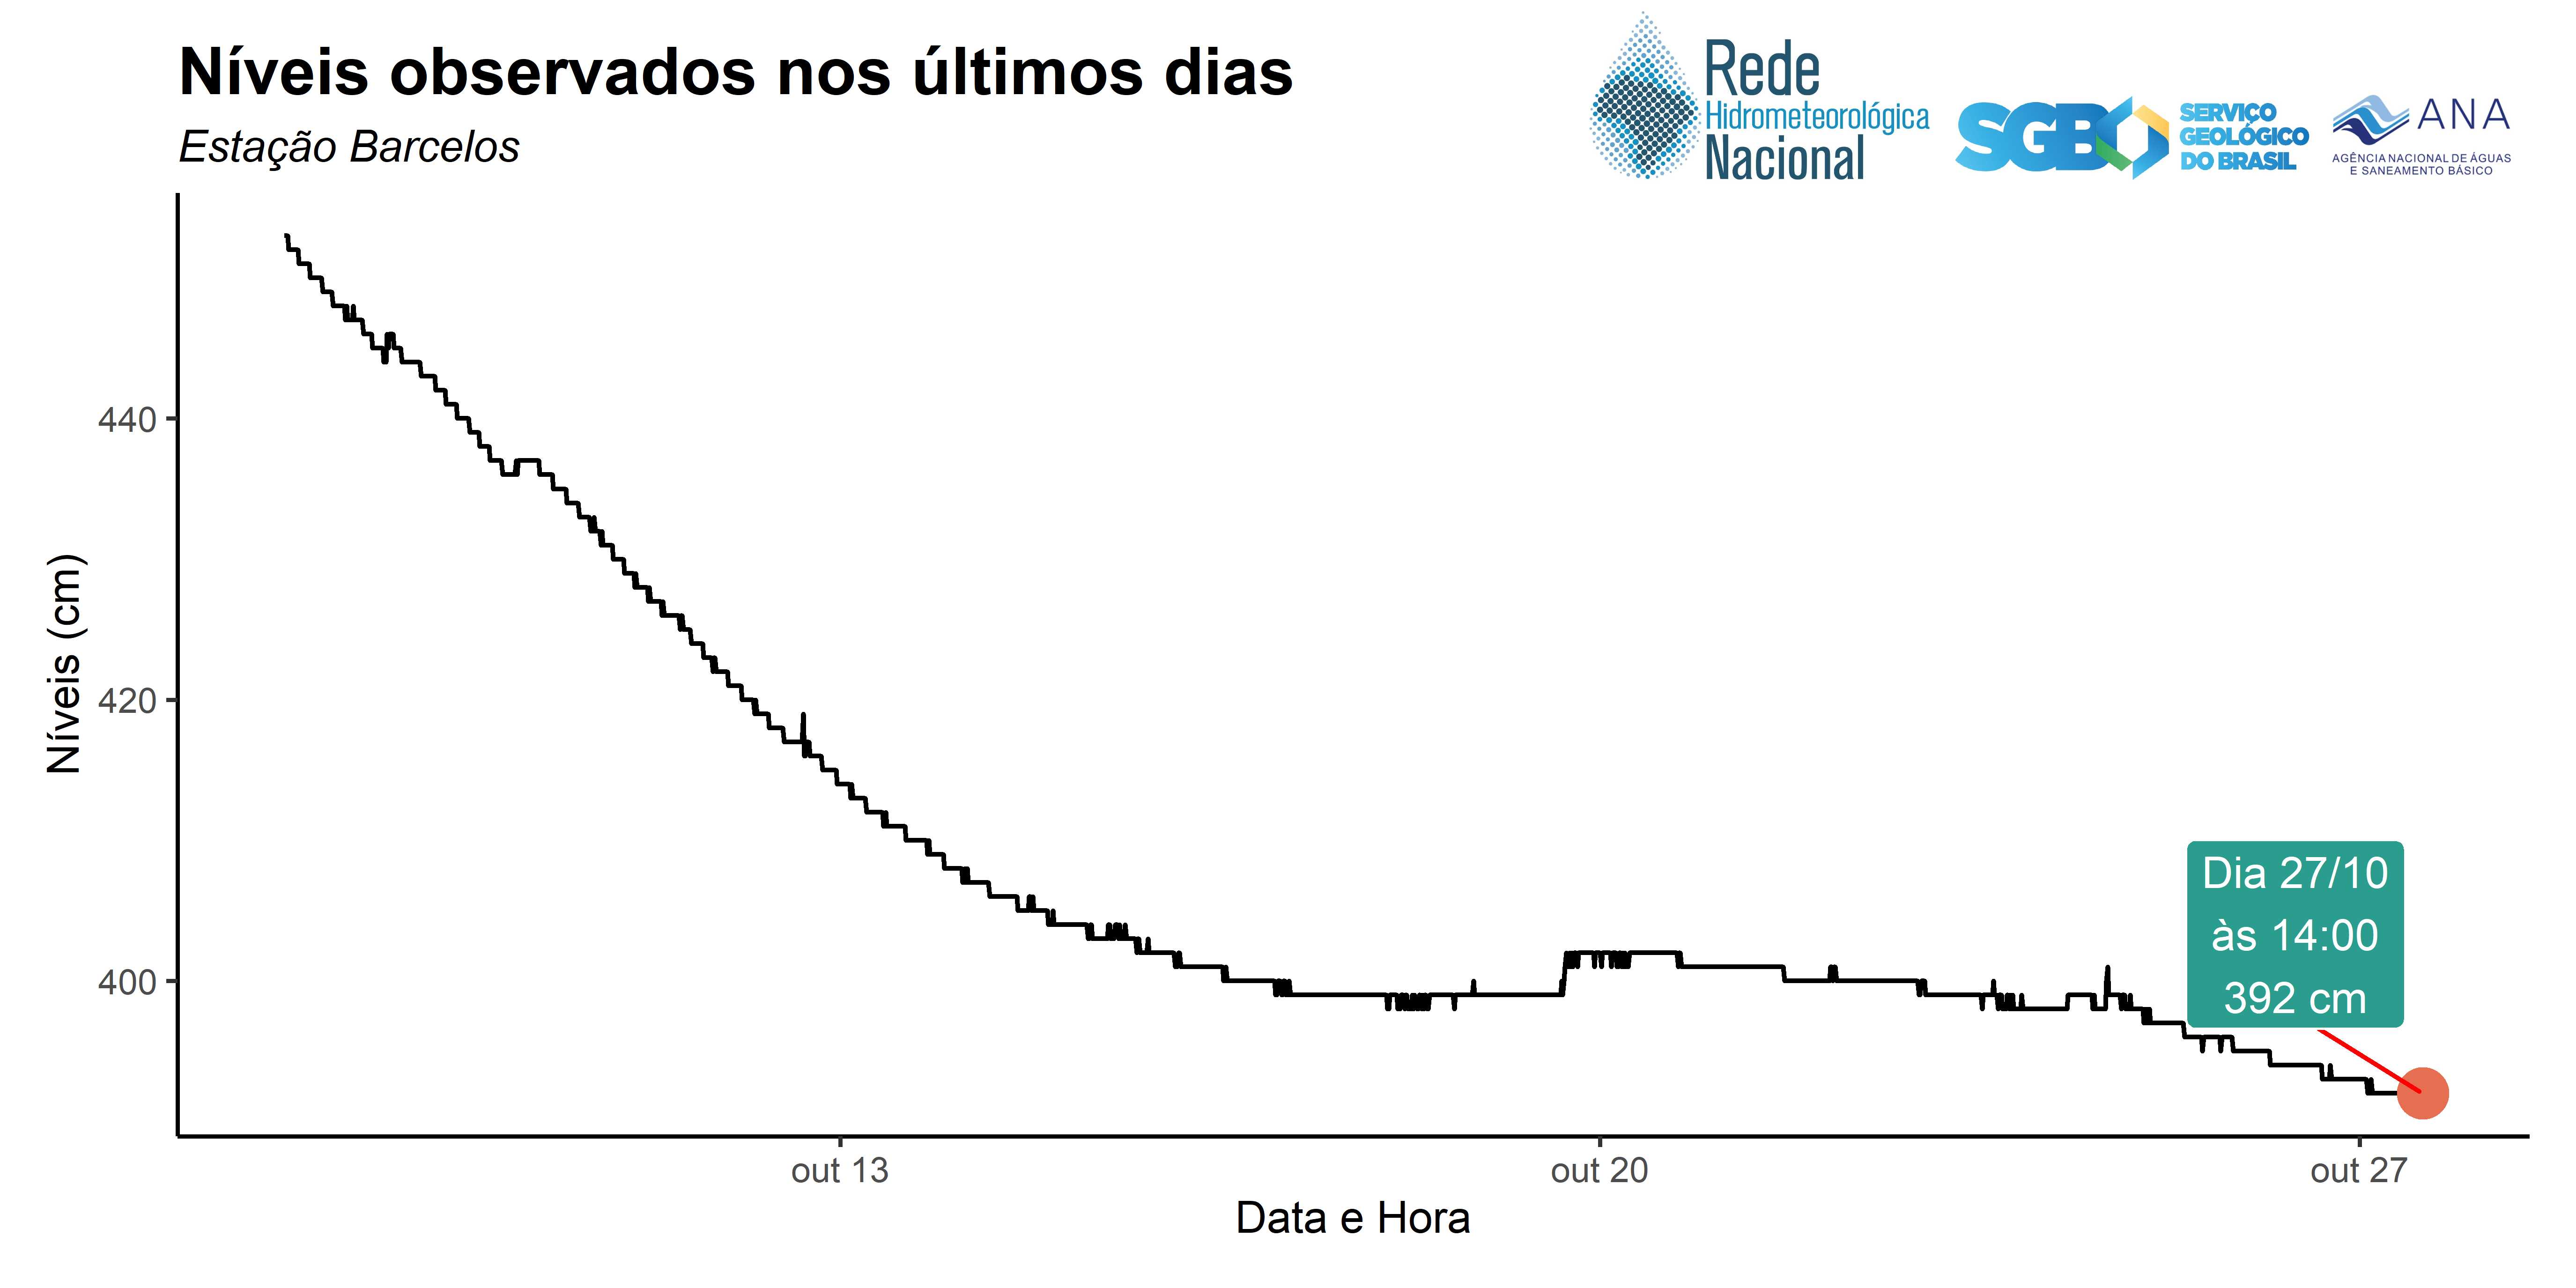 Níveis observados nos últimos dias
Estação Barcelos
Rede
Hidrometeorológica
Nacional
SGB
SERVIÇO
GEOLÓGICO
DO BRASIL
ANA
AGÊNCIA NACIONAL DE ÁGUAS
E SANEAMENTO BÁSICO
Níveis (cm)
440
420
400
Dia 27/10
às 14:00
392 cm
out 13
out 20
out 27
Data e Hora